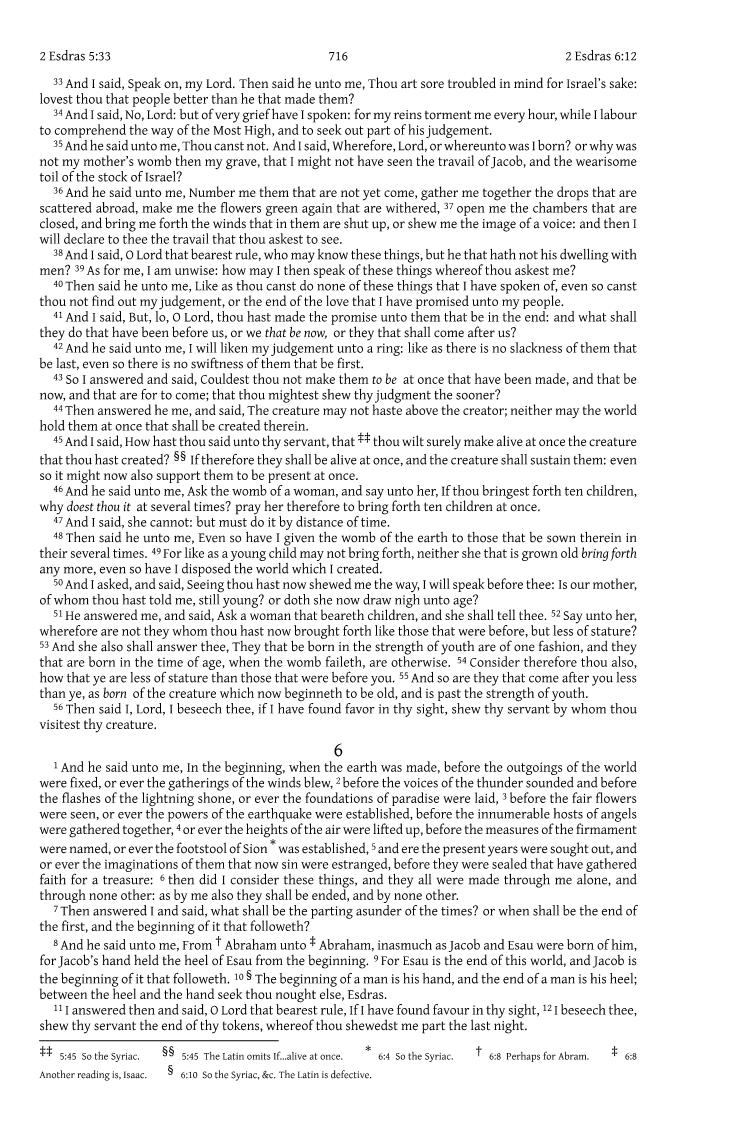 2 Esdras 5:33 716 2 Esdras 6:12
33 And I said, Speak on, my Lord. Then said he unto me, Thou art sore troubled in mind for Israel's sake:
lovest thou that people better than he that made them?
34 And I said, No, Lord: but of very grief have I spoken: for my reins torment me every hour, while I labour
to comprehend the way of the Most High, and to seek out part of his judgement.
35 And he said unto me, Thou canst not. And I said, Wherefore, Lord, or whereunto was I born? or why was
not my mother's womb then my grave, that I might not have seen the travail of Jacob, and the wearisome
toil of the stock of Israel?
36 And he said unto me, Number me them that are not yet come, gather me together the drops that are
scattered abroad, make me the flowers green again that are withered, 37 open me the chambers that are
closed, and bring me forth the winds that in them are shut up, or shew me the image of a voice: and then I
will declare to thee the travail that thou askest to see.
38 And I said, O Lord that bearest rule, who may know these things, but he that hath not his dwelling with
men? 39 As for me, I am unwise: how may I then speak of these things whereof thou askest me?
40 Then said he unto me, Like as thou canst do none of these things that I have spoken of, even so canst
thou not find out my judgement, or the end of the love that I have promised unto my people.
41 And I said, But, lo, O Lord, thou hast made the promise unto them that be in the end: and what shall
they do that have been before us, or we that be now, or they that shall come after us?
42 And he said unto me, I will liken my judgement unto a ring: like as there is no slackness of them that
be last, even so there is no swiftness of them that be first.
43 So I answered and said, Couldest thou not make them to be at once that have been made, and that be
now, and that are for to come; that thou mightest shew thy judgment the sooner?
44 Then answered he me, and said, The creature may not haste above the creator; neither may the world
hold them at once that shall be created therein.
45 And I said, How hast thou said unto thy servant, that ‡‡ thou wilt surely make alive at once the creature
that thou hast created? §§ If therefore they shall be alive at once, and the creature shall sustain them: even
so it might now also support them to be present at once.
46 And he said unto me, Ask the womb of a woman, and say unto her, If thou bringest forth ten children,
why doest thou it at several times? pray her therefore to bring forth ten children at once.
47 And I said, she cannot: but must do it by distance of time.
48 Then said he unto me, Even so have I given the womb of the earth to those that be sown therein in
their several times. 49 For like as a young child may not bring forth, neither she that is grown old bring forth
any more, even so have I disposed the world which I created.
50 And I asked, and said, Seeing thou hast now shewed me the way, I will speak before thee: Is our mother,
of whom thou hast told me, still young? or doth she now draw nigh unto age?
51 He answered me, and said, Ask a woman that beareth children, and she shall tell thee. 52 Say unto her,
wherefore are not they whom thou hast now brought forth like those that were before, but less of stature?
53 And she also shall answer thee, They that be born in the strength of youth are of one fashion, and they
that are born in the time of age, when the womb faileth, are otherwise. 54 Consider therefore thou also,
how that ye are less of stature than those that were before you. 55 And so are they that come after you less
than ye, as born of the creature which now beginneth to be old, and is past the strength of youth.
56 Then said I, Lord, I beseech thee, if I have found favor in thy sight, shew thy servant by whom thou
visitest thy creature.
6
1 And he said unto me, In the beginning, when the earth was made, before the outgoings of the world
were fixed, or ever the gatherings of the winds blew, 2 before the voices of the thunder sounded and before
the flashes of the lightning shone, or ever the foundations of paradise were laid, 3 before the fair flowers
were seen, or ever the powers of the earthquake were established, before the innumerable hosts of angels
were gathered together, 4 or ever the heights of the air were lifted up, before the measures of the firmament
were named, or ever the footstool of Sion * was established, 5 and ere the present years were sought out, and
or ever the imaginations of them that now sin were estranged, before they were sealed that have gathered
faith for a treasure: 6 then did I consider these things, and they all were made through me alone, and
through none other: as by me also they shall be ended, and by none other.
7 Then answered I and said, what shall be the parting asunder of the times? or when shall be the end of
the first, and the beginning of it that followeth?
8 And he said unto me, From † Abraham unto ‡ Abraham, inasmuch as Jacob and Esau were born of him,
for Jacob's hand held the heel of Esau from the beginning. 9 For Esau is the end of this world, and Jacob is
the beginning of it that followeth. 10 § The beginning of a man is his hand, and the end of a man is his heel;
between the heel and the hand seek thou nought else, Esdras.
11 I answered then and said, O Lord that bearest rule, If I have found favour in thy sight, 12 I beseech thee,
shew thy servant the end of thy tokens, whereof thou shewedst me part the last night.
‡‡ 5:45 So the Syriac. §§ 5:45 The Latin omits If...alive at once. * 6:4 So the Syriac. † 6:8 Perhaps for Abram. ‡ 6:8
Another reading is, Isaac. § 6:10 So the Syriac, &c. The Latin is defective.